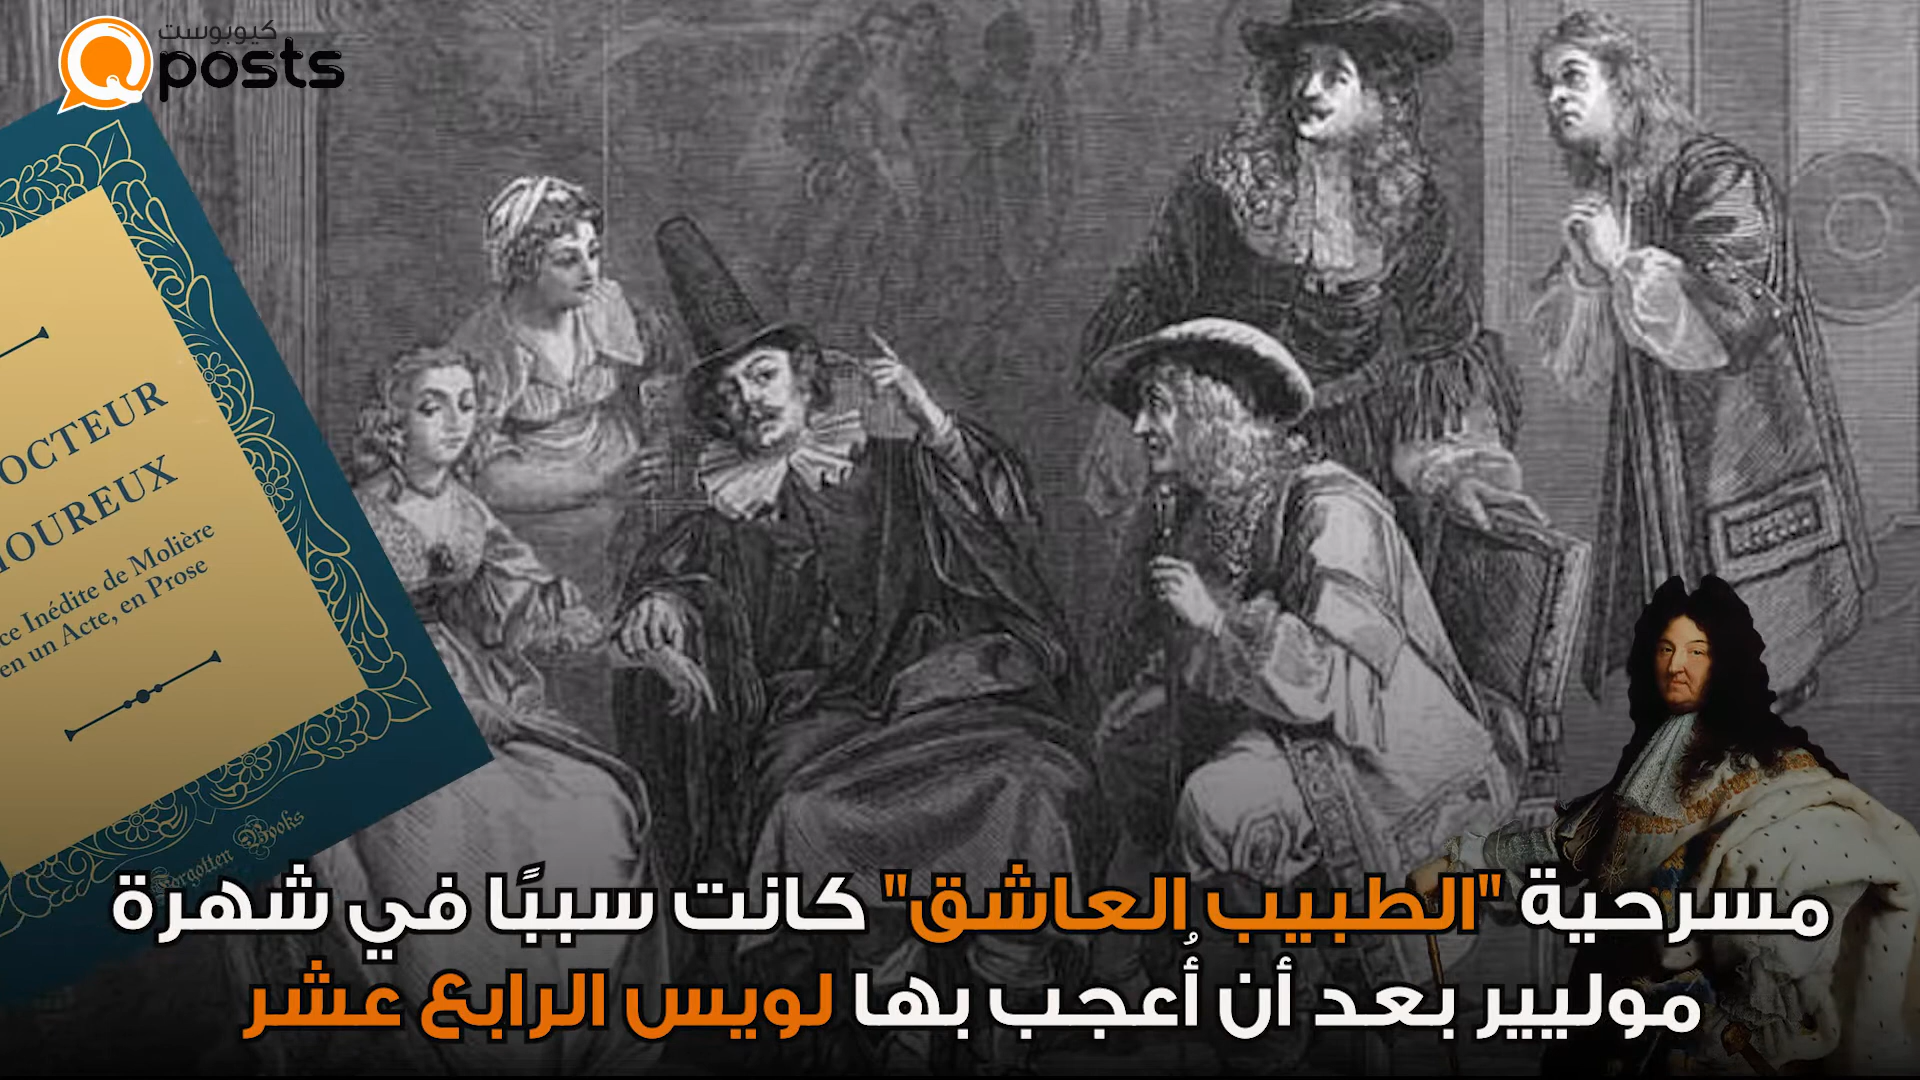 كيوبوست
Qposts
OCTEUR
OUREUX
ce Inédite de Molière
en un Acte, en Prose
Forgotten Books
مسرحية "الطبيب العاشق" كانت سببًا في شهرة
موليير بعد أن أُعجب بها لويس الرابع عشر